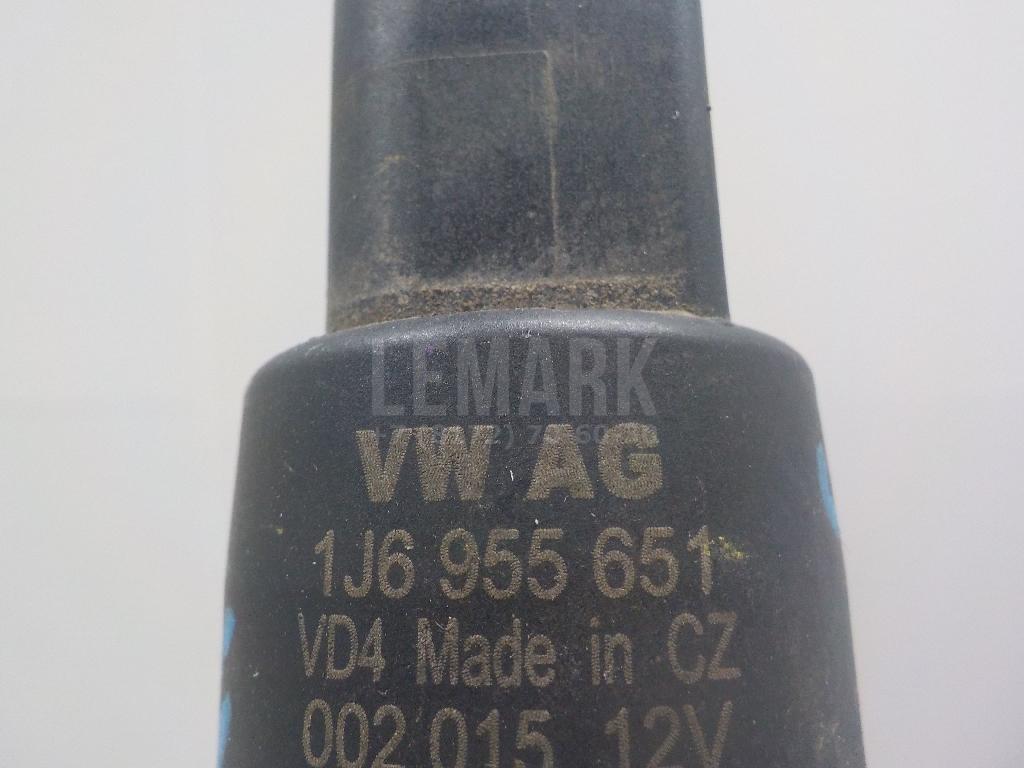 LEMARK
VW AG
1J6 955 651
VD4 Made in CZ
002 015 12V